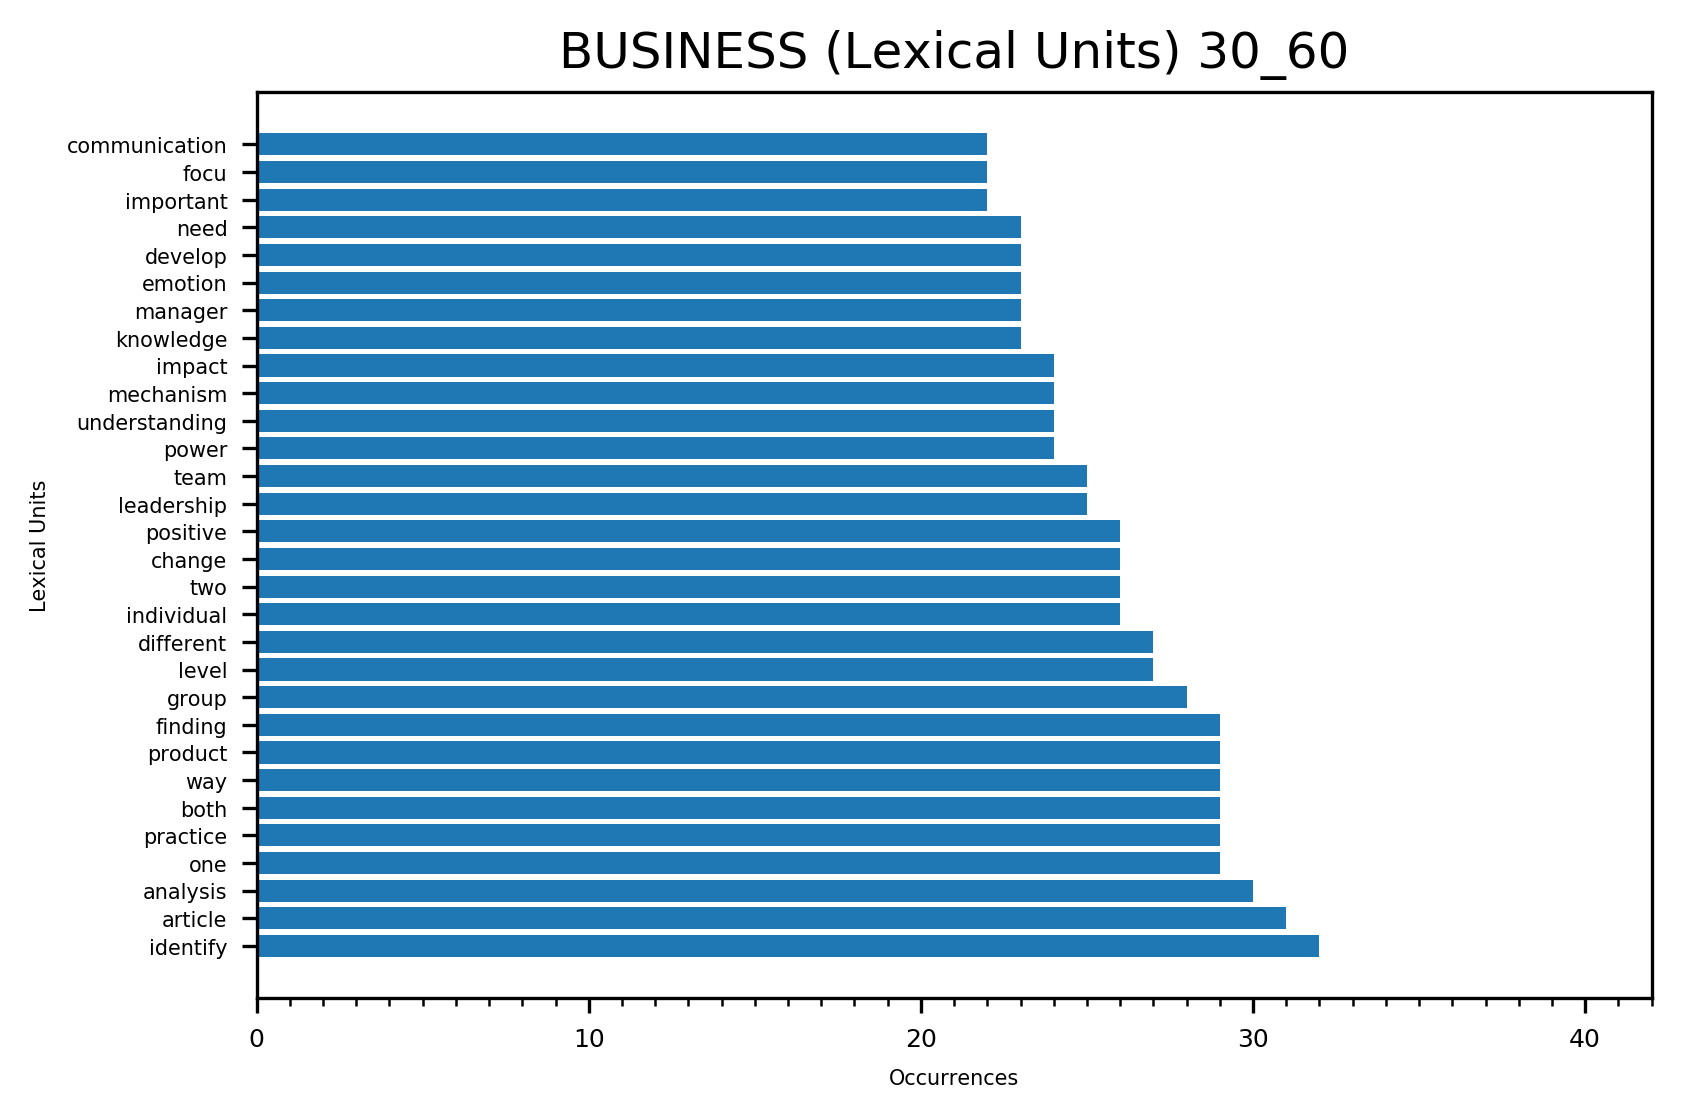 BUSINESS (Lexical Units) 30_60
communication
focu
important
need
develop
emotion
manager
knowledge
impact
mechanism
understanding
power
team
leadership
positive
change
two
individual
different
level
group
finding
product
way
both
practice
one
analysis
article
identify
Lexical Units
0 10 20 30 40
Occurrences